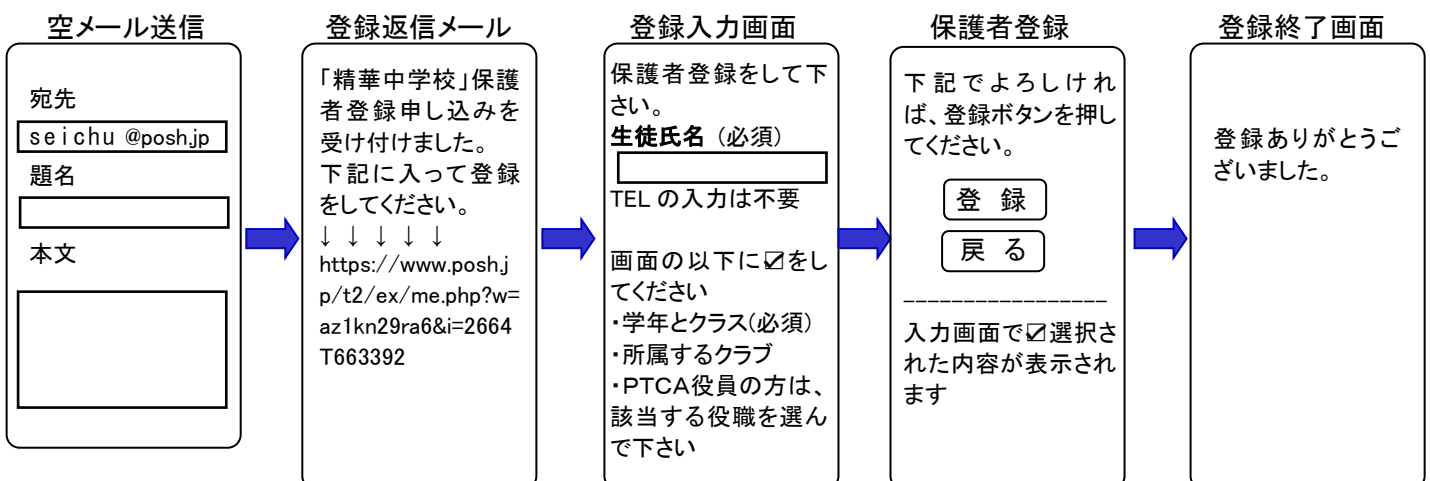 空メール送信
宛先
seichu @posh.jp
題名
本文
登録返信メール
「精華中学校」保護
者登録申し込みを
受け付けました。
下記に入って登録
をしてください。
↓ ↓ ↓ ↓ ↓
https://www.posh.j
p/t2/ex/me.php?w=
az1kn29ra6&i=2664
T663392
登録入力画面
保護者登録をして下
さい。
生徒氏名（必須）
TEL の入力は不要
画面の以下に☑をし
てください
・学年とクラス(必須)
・所属するクラブ
・PTCA役員の方は、
該当する役職を選ん
で下さい
保護者登録
下記でよろしけれ
ば、登録ボタンを押し
てください。
登 録
戻 る
-----------------
入力画面で☑選択さ
れた内容が表示され
ます
登録終了画面
登録ありがとうご
ざいました。